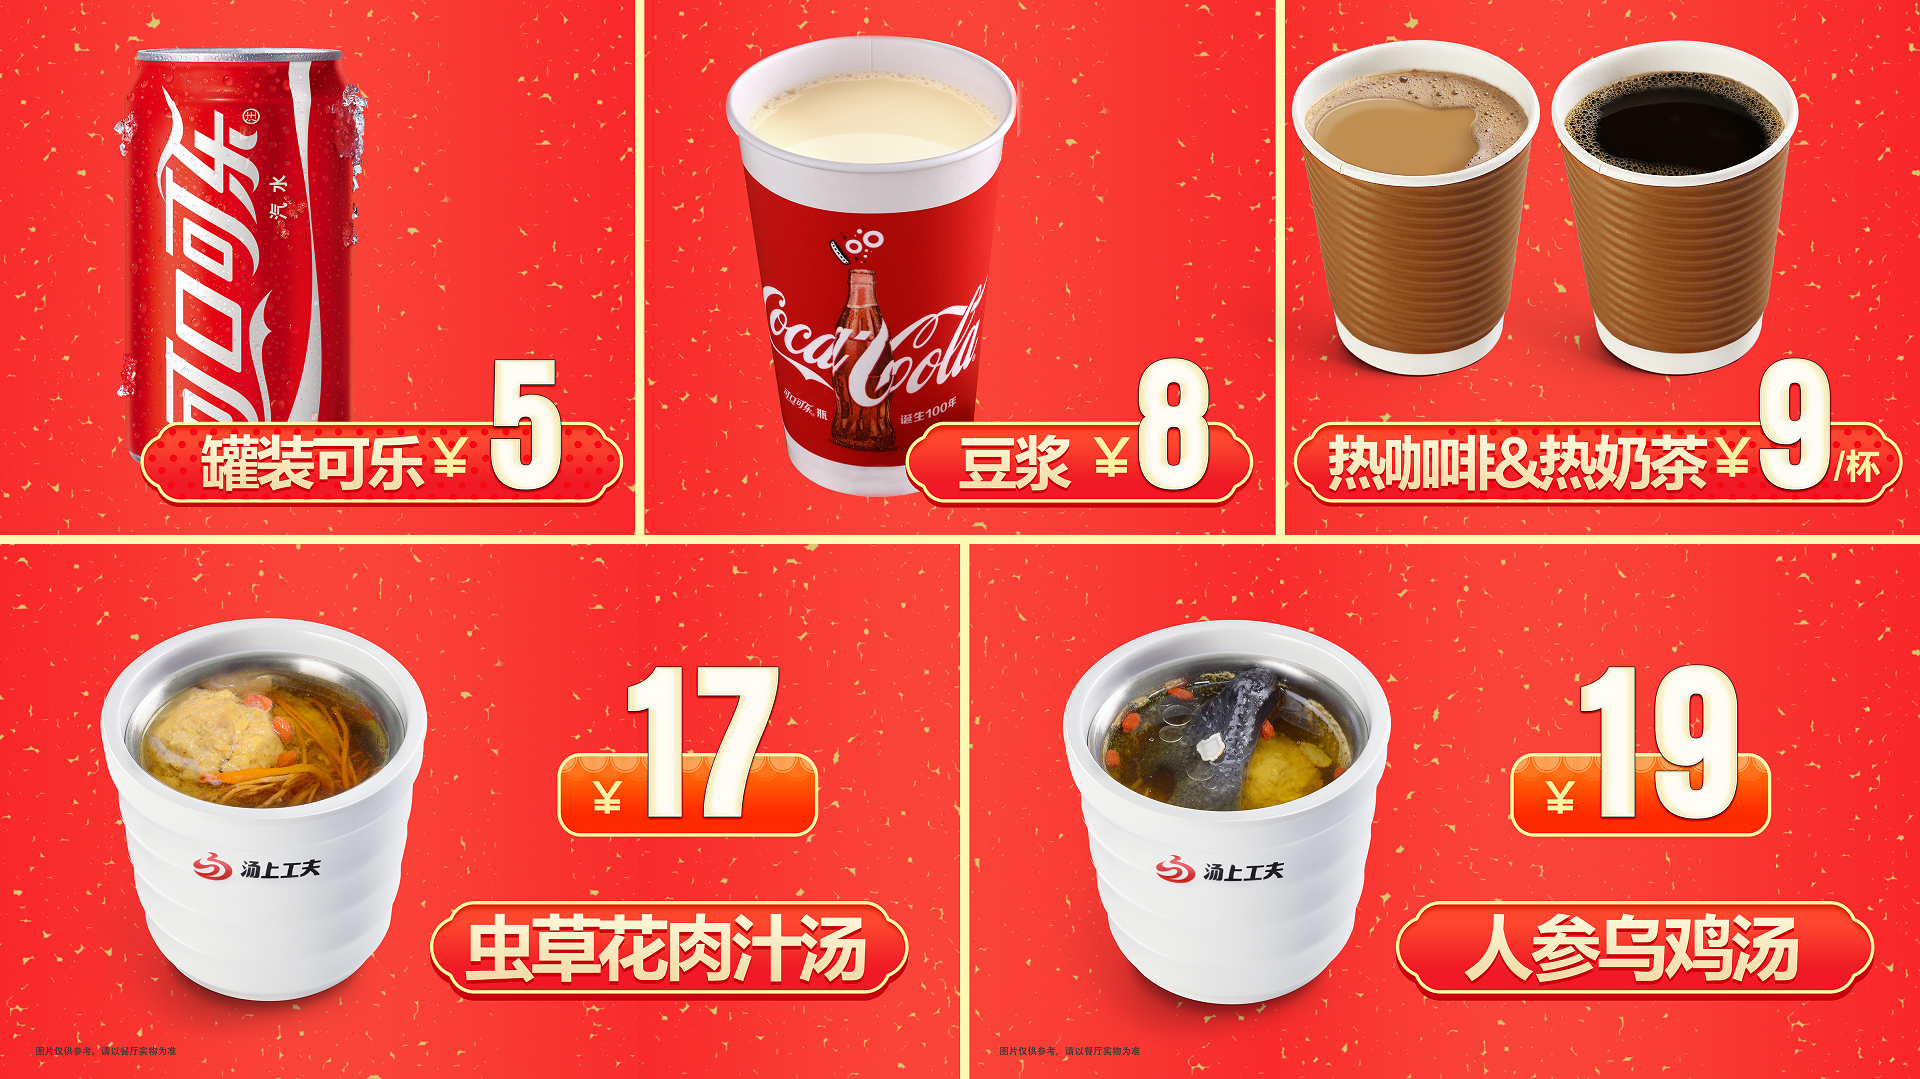 可口可乐
汽水
罐装可乐 ¥5
Coca-Cola
可口可乐 瓶
诞生100年
豆浆 ¥8
热咖啡&热奶茶 ¥9/杯
汤上工夫
¥17
虫草花肉汁汤
图片仅供参考，请以餐厅实物为准
汤上工夫
¥19
人参乌鸡汤
图片仅供参考，请以餐厅实物为准